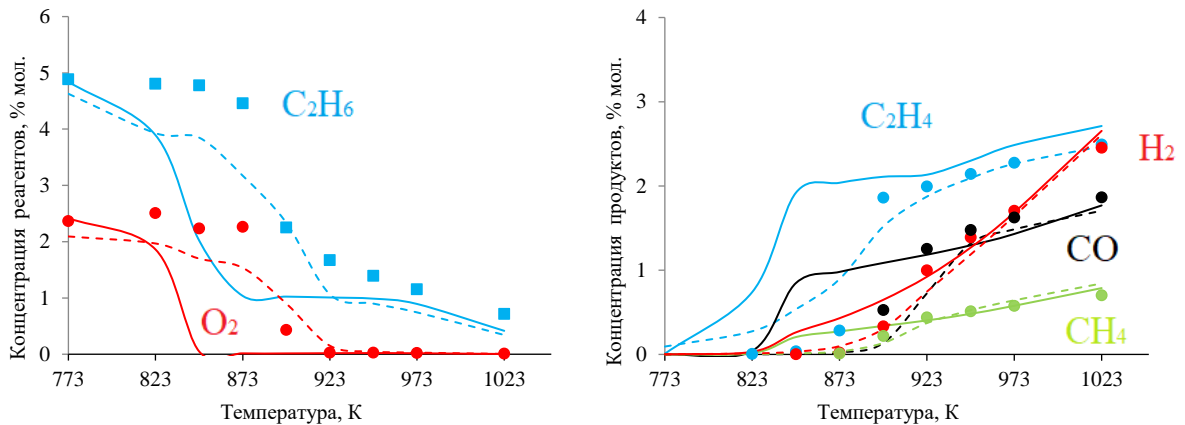 Концентрация реагентов, % мол.
6
5
4
3
2
1
0
C₂H₆
O₂
773
823
873
923
973
1023
Температура, К
Концентрация продуктов, % мол.
4
3
2
1
0
C₂H₄
H₂
CO
CH₄
773
823
873
923
973
1023
Температура, К